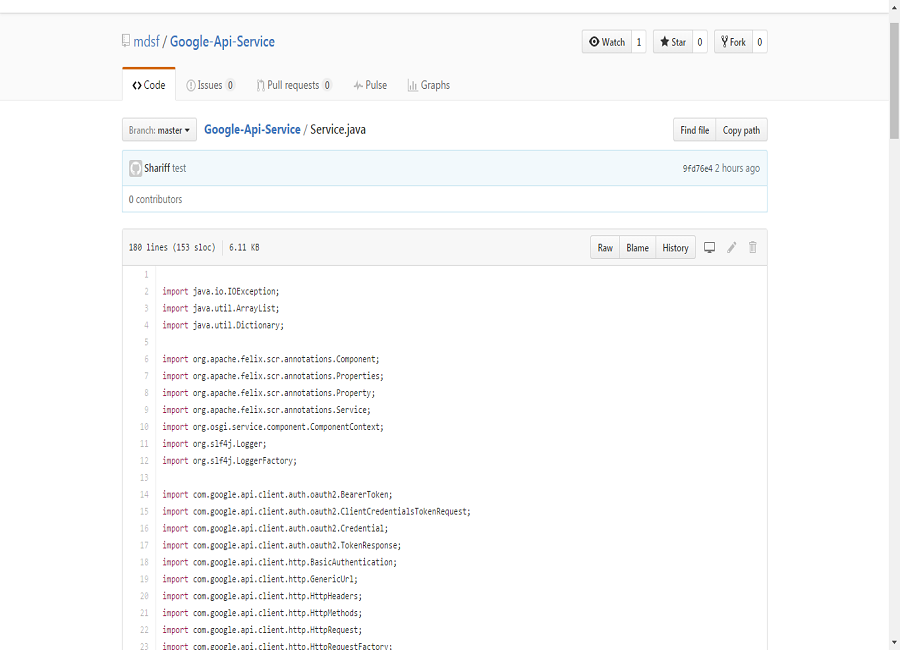 mdsf / Google-Api-Service
Watch 1 Star 0 Fork 0
Code Issues 0 Pull requests 0 Pulse Graphs
Branch: master Google-Api-Service / Service.java Find file Copy path
Shariff test 9fd76e4 2 hours ago
0 contributors
180 lines (153 sloc) 6.11 KB Raw Blame History
1
2 import java.io.IOException;
3 import java.util.ArrayList;
4 import java.util.Dictionary;
5
6 import org.apache.felix.scr.annotations.Component;
7 import org.apache.felix.scr.annotations.Properties;
8 import org.apache.felix.scr.annotations.Property;
9 import org.apache.felix.scr.annotations.Service;
10 import org.osgi.service.component.ComponentContext;
11 import org.slf4j.Logger;
12 import org.slf4j.LoggerFactory;
13
14 import com.google.api.client.auth.oauth2.BearerToken;
15 import com.google.api.client.auth.oauth2.ClientCredentialsTokenRequest;
16 import com.google.api.client.auth.oauth2.Credential;
17 import com.google.api.client.auth.oauth2.TokenResponse;
18 import com.google.api.client.http.BasicAuthentication;
19 import com.google.api.client.http.GenericUrl;
20 import com.google.api.client.http.HttpHeaders;
21 import com.google.api.client.http.HttpMethods;
22 import com.google.api.client.http.HttpRequest;
23 import com.google.api.client.http.HttpRequestFactory;